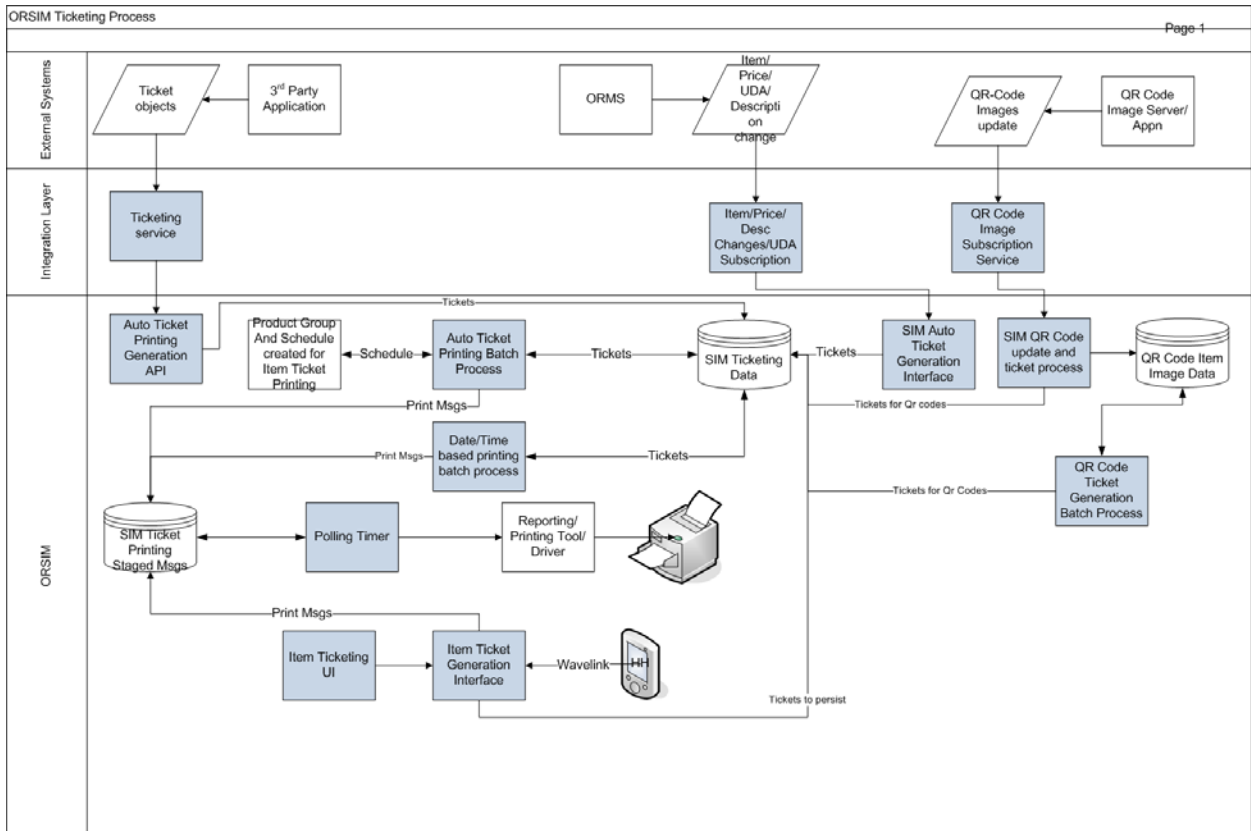 ORSIM Ticketing Process
Page 1
External Systems
Ticket
objects
3rd Party
Application
ORMS
Item/
Price/
UDA/
Descripti
on
change
QR-Code
Images
update
QR Code
Image Server/
Appn
Integration Layer
Ticketing
service
Item/Price/
Desc
Changes/UDA
Subscription
QR Code
Image
Subscription
Service
ORSIM
Tickets
Auto Ticket
Printing
Generation
API
Product Group
And Schedule
created for
Item Ticket
Printing
Schedule
Auto Ticket
Printing Batch
Process
Tickets
SIM Ticketing
Data
Tickets
SIM Auto
Ticket
Generation
Interface
SIM QR Code
update and
ticket process
QR Code Item
Image Data
Print Msgs
Tickets for Qr codes
Print Msgs
Date/Time
based printing
batch process
Tickets
Tickets for Qr Codes
QR Code
Ticket
Generation
Batch Process
SIM Ticket
Printing
Staged Msgs
Polling Timer
Reporting/
Printing Tool/
Driver
Print Msgs
Item Ticketing
UI
Item Ticket
Generation
Interface
Wavelink
HH
Tickets to persist